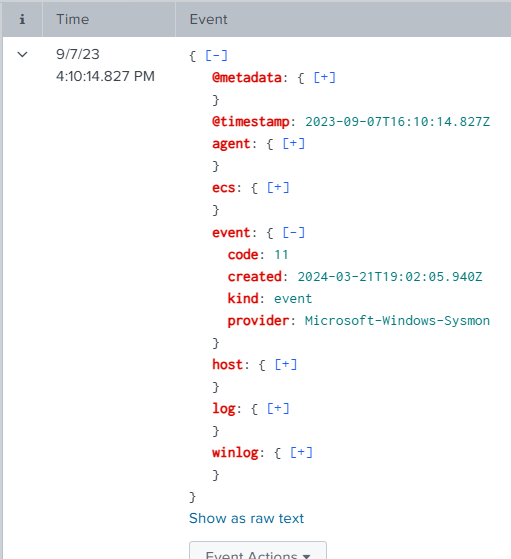 i Time Event
9/7/23 { [-]
4:10:14.827 PM @metadata: { [+]
}
@timestamp: 2023-09-07T16:10:14.827Z
agent: { [+]
}
ecs: { [+]
}
event: { [-]
code: 11
created: 2024-03-21T19:02:05.940Z
kind: event
provider: Microsoft-Windows-Sysmon
}
host: { [+]
}
log: { [+]
}
winlog: { [+]
}
}
Show as raw text
Event Actions